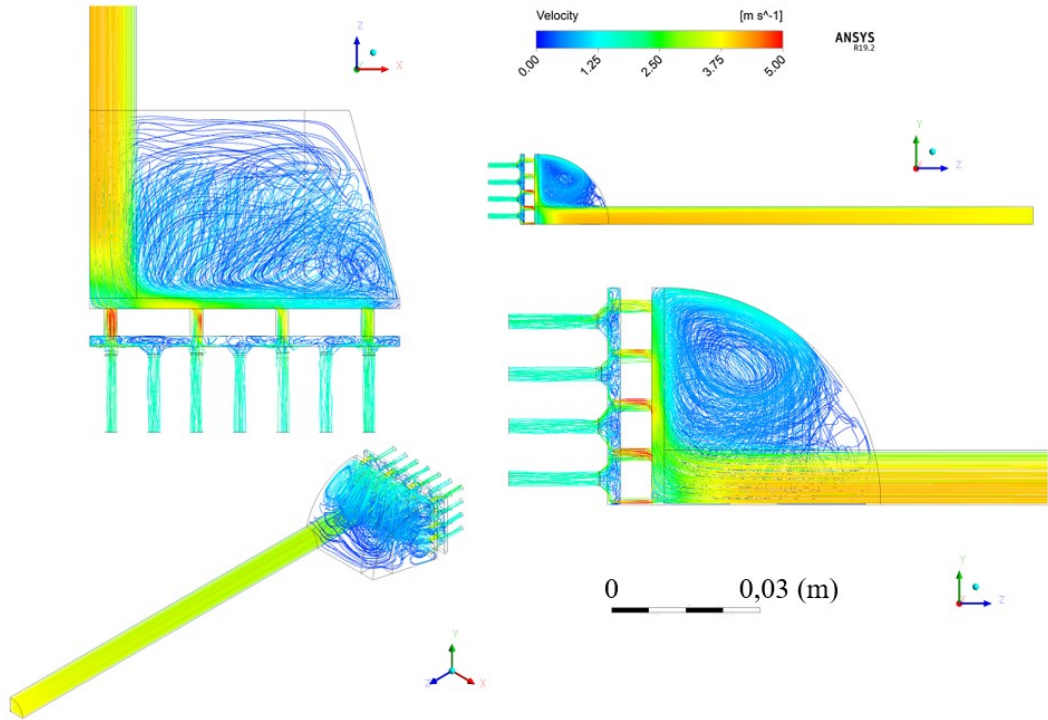 Velocity [m s^-1]
ANSYS
R19.2
0.00 1.25 2.50 3.75 5.00
Z
X
Y
Z
0 0,03 (m)
Y
Z
Y
Z
X